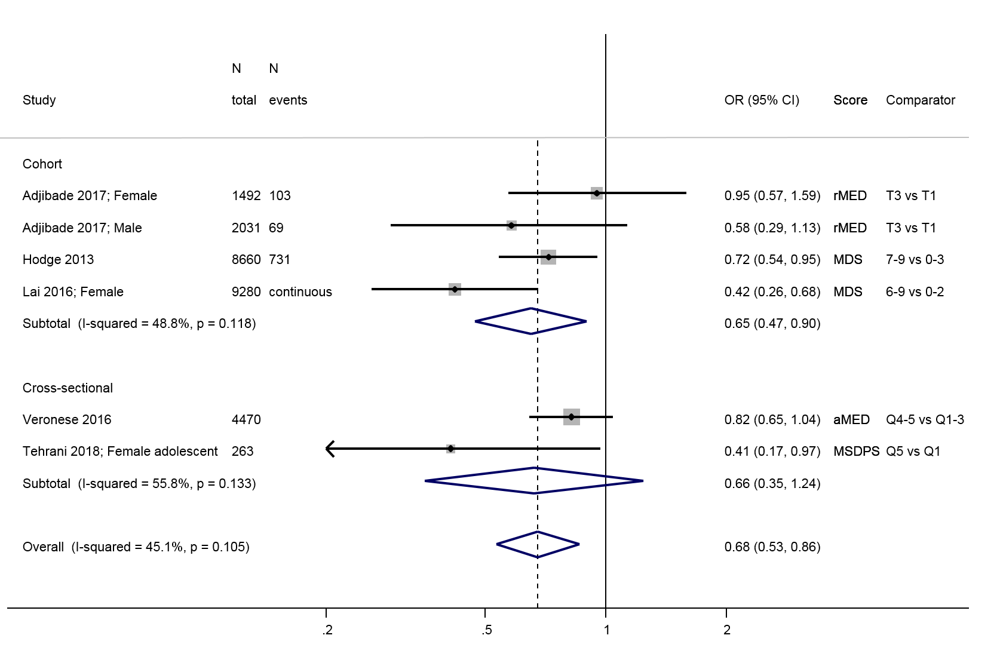 N N
Study total events OR (95% CI) Score Comparator
Cohort
Adjibade 2017; Female 1492 103 0.95 (0.57, 1.59) rMED T3 vs T1
Adjibade 2017; Male 2031 69 0.58 (0.29, 1.13) rMED T3 vs T1
Hodge 2013 8660 731 0.72 (0.54, 0.95) MDS 7-9 vs 0-3
Lai 2016; Female 9280 continuous 0.42 (0.26, 0.68) MDS 6-9 vs 0-2
Subtotal (I-squared = 48.8%, p = 0.118) 0.65 (0.47, 0.90)
Cross-sectional
Veronese 2016 4470 0.82 (0.65, 1.04) aMED Q4-5 vs Q1-3
Tehrani 2018; Female adolescent 263 0.41 (0.17, 0.97) MSDPS Q5 vs Q1
Subtotal (I-squared = 55.8%, p = 0.133) 0.66 (0.35, 1.24)
Overall (I-squared = 45.1%, p = 0.105) 0.68 (0.53, 0.86)
.2 .5 1 2